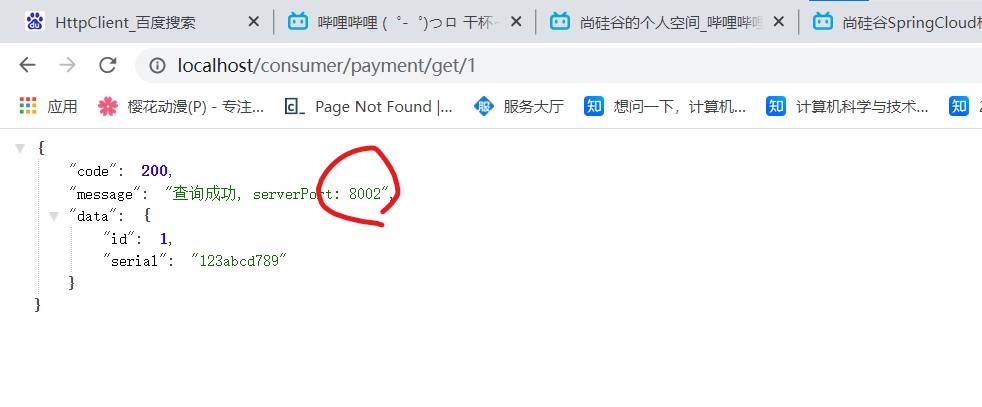 HttpClient_百度搜索
哔哩哔哩 ( ゜- ゜)つロ 干杯~
尚硅谷的个人空间_哔哩哔哩
尚硅谷SpringCloud框
localhost/consumer/payment/get/1
应用
樱花动漫(P) - 专注...
Page Not Found |...
服务大厅
知 想问一下，计算机...
知 计算机科学与技术...
知 2
{
"code": 200,
"message": "查询成功, serverPort: 8002",
"data": {
"id": 1,
"serial": "123abcd789"
}
}